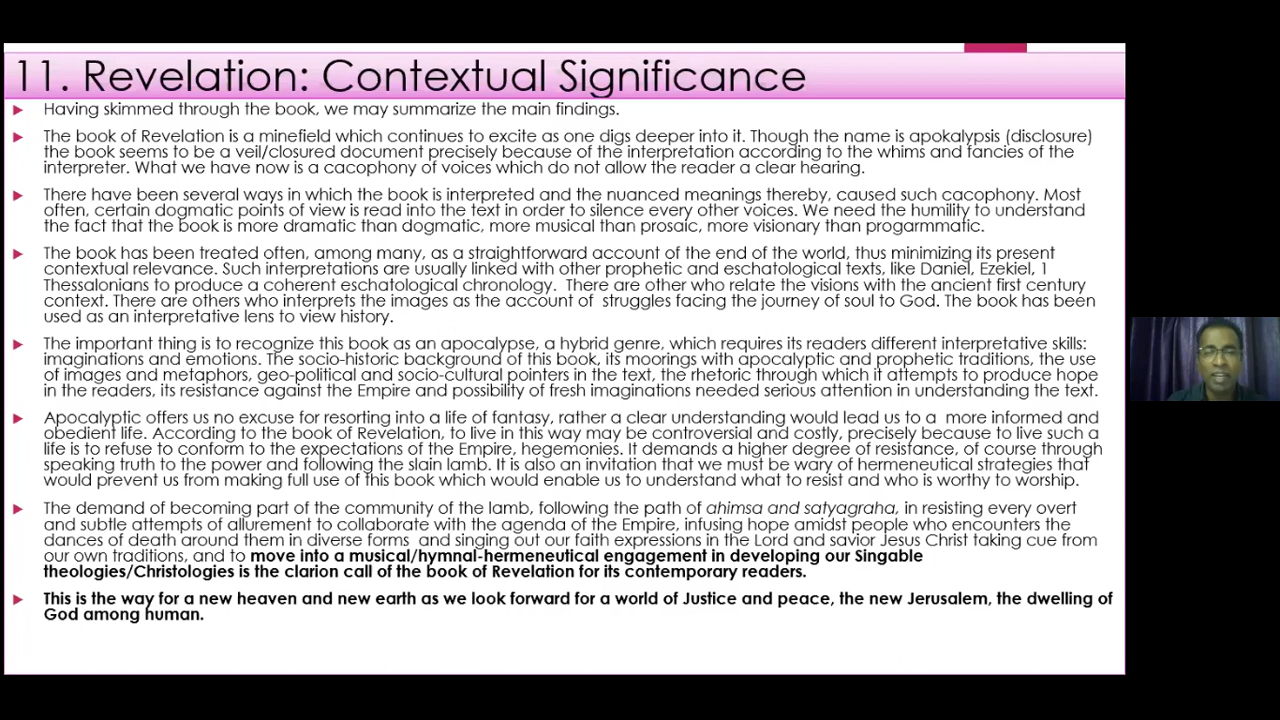 11. Revelation: Contextual Significance
Having skimmed through the book, we may summarize the main findings.
The book of Revelation is a minefield which continues to excite as one digs deeper into it. Though the name is apokalypsis (disclosure)
the book seems to be a veil/closured document precisely because of the interpretation according to the whims and fancies of the
interpreter. What we have now is a cacophony of voices which do not allow the reader a clear hearing.
There have been several ways in which the book is interpreted and the nuanced meanings thereby, caused such cacophony. Most
often, certain dogmatic points of view is read into the text in order to silence every other voices. We need the humility to understand
the fact that the book is more dramatic than dogmatic, more musical than prosaic, more visionary than progarmmatic.
The book has been treated often, among many, as a straightforward account of the end of the world, thus minimizing its present
contextual relevance. Such interpretations are usually linked with other prophetic and eschatological texts, like Daniel, Ezekiel, 1
Thessalonians to produce a coherent eschatological chronology.  There are other who relate the visions with the ancient first century
context. There are others who interprets the images as the account of  struggles facing the journey of soul to God. The book has been
used as an interpretative lens to view history.
The important thing is to recognize this book as an apocalypse, a hybrid genre, which requires its readers different interpretative skills:
imaginations and emotions. The socio-historic background of this book, its moorings with apocalyptic and prophetic traditions, the use
of images and metaphors, geo-political and socio-cultural pointers in the text, the rhetoric through which it attempts to produce hope
in the readers, its resistance against the Empire and possibility of fresh imaginations needed serious attention in understanding the text.
Apocalyptic offers us no excuse for resorting into a life of fantasy, rather a clear understanding would lead us to a  more informed and
obedient life. According to the book of Revelation, to live in this way may be controversial and costly, precisely because to live such a
life is to refuse to conform to the expectations of the Empire, hegemonies. It demands a higher degree of resistance, of course through
speaking truth to the power and following the slain lamb. It is also an invitation that we must be wary of hermeneutical strategies that
would prevent us from making full use of this book which would enable us to understand what to resist and who is worthy to worship.
The demand of becoming part of the community of the lamb, following the path of ahimsa and satyagraha, in resisting every overt
and subtle attempts of allurement to collaborate with the agenda of the Empire, infusing hope amidst people who encounters the
dances of death around them in diverse forms  and singing out our faith expressions in the Lord and savior Jesus Christ taking cue from
our own traditions, and to move into a musical/hymnal-hermeneutical engagement in developing our Singable
theologies/Christologies is the clarion call of the book of Revelation for its contemporary readers.
This is the way for a new heaven and new earth as we look forward for a world of Justice and peace, the new Jerusalem, the dwelling of
God among human.